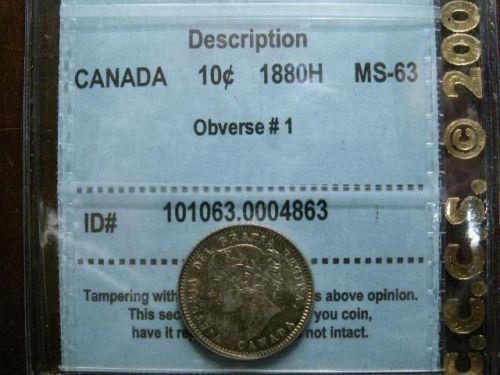 Description
CANADA 10¢ 1880H MS-63
Obverse # 1
ID# 101063.0004863
Tampering with s above opinion.
This sec you coin,
have it re not intact.
DEI GRATIA REGINA
CANADA
C.C.C.S. © 200